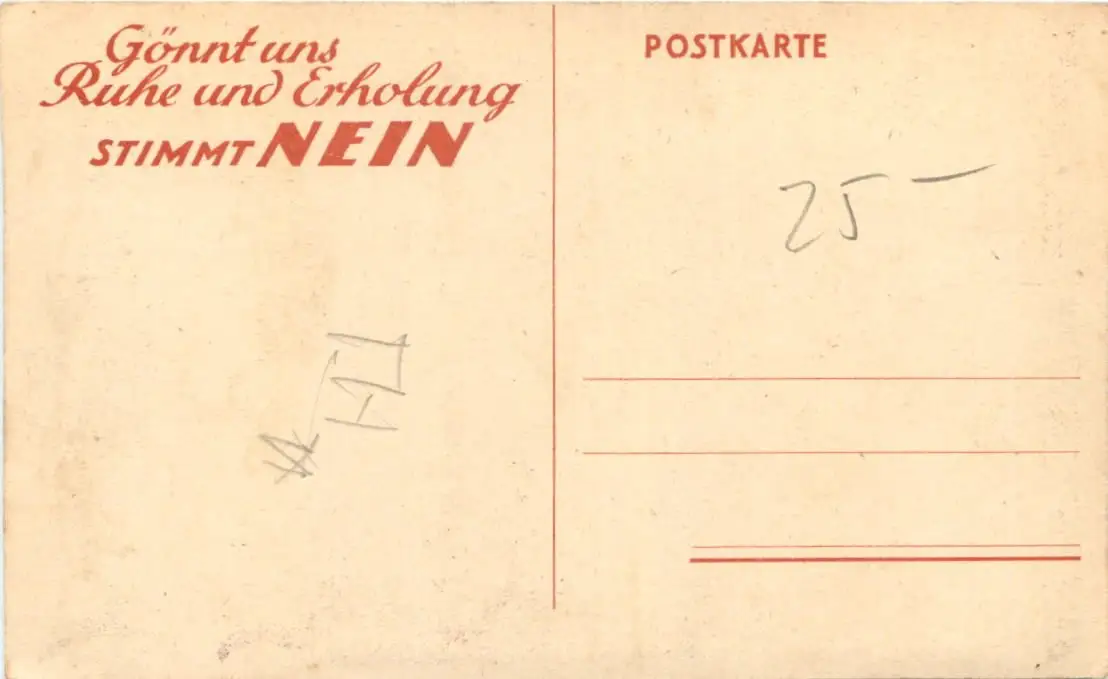 Gönnt uns
Ruhe und Erholung
STIMMT NEIN
POSTKARTE
25 —